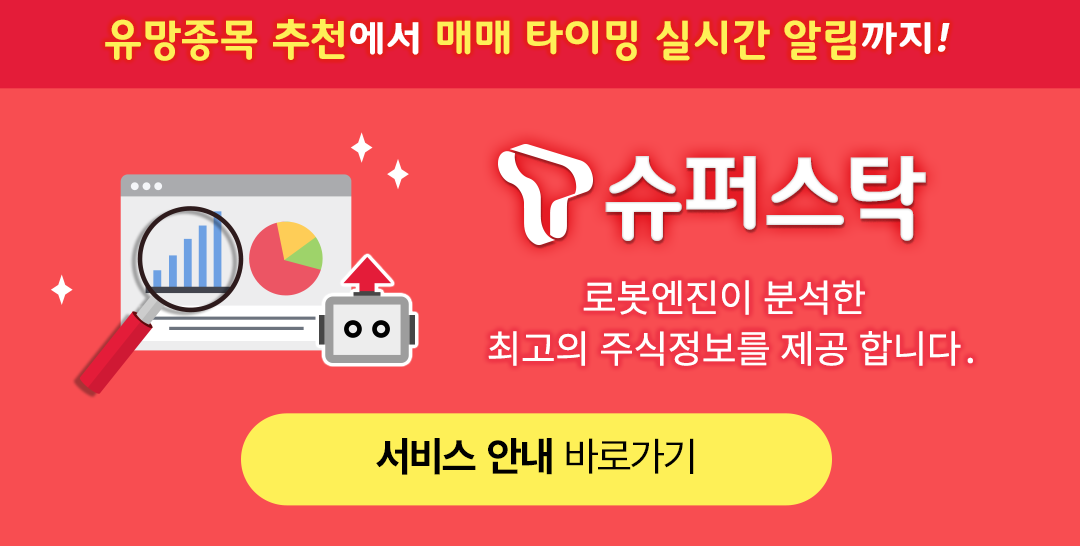 유망종목 추천에서 매매 타이밍 실시간 알림까지!
슈퍼스탁
로봇엔진이 분석한
최고의 주식정보를 제공 합니다.
서비스 안내 바로가기